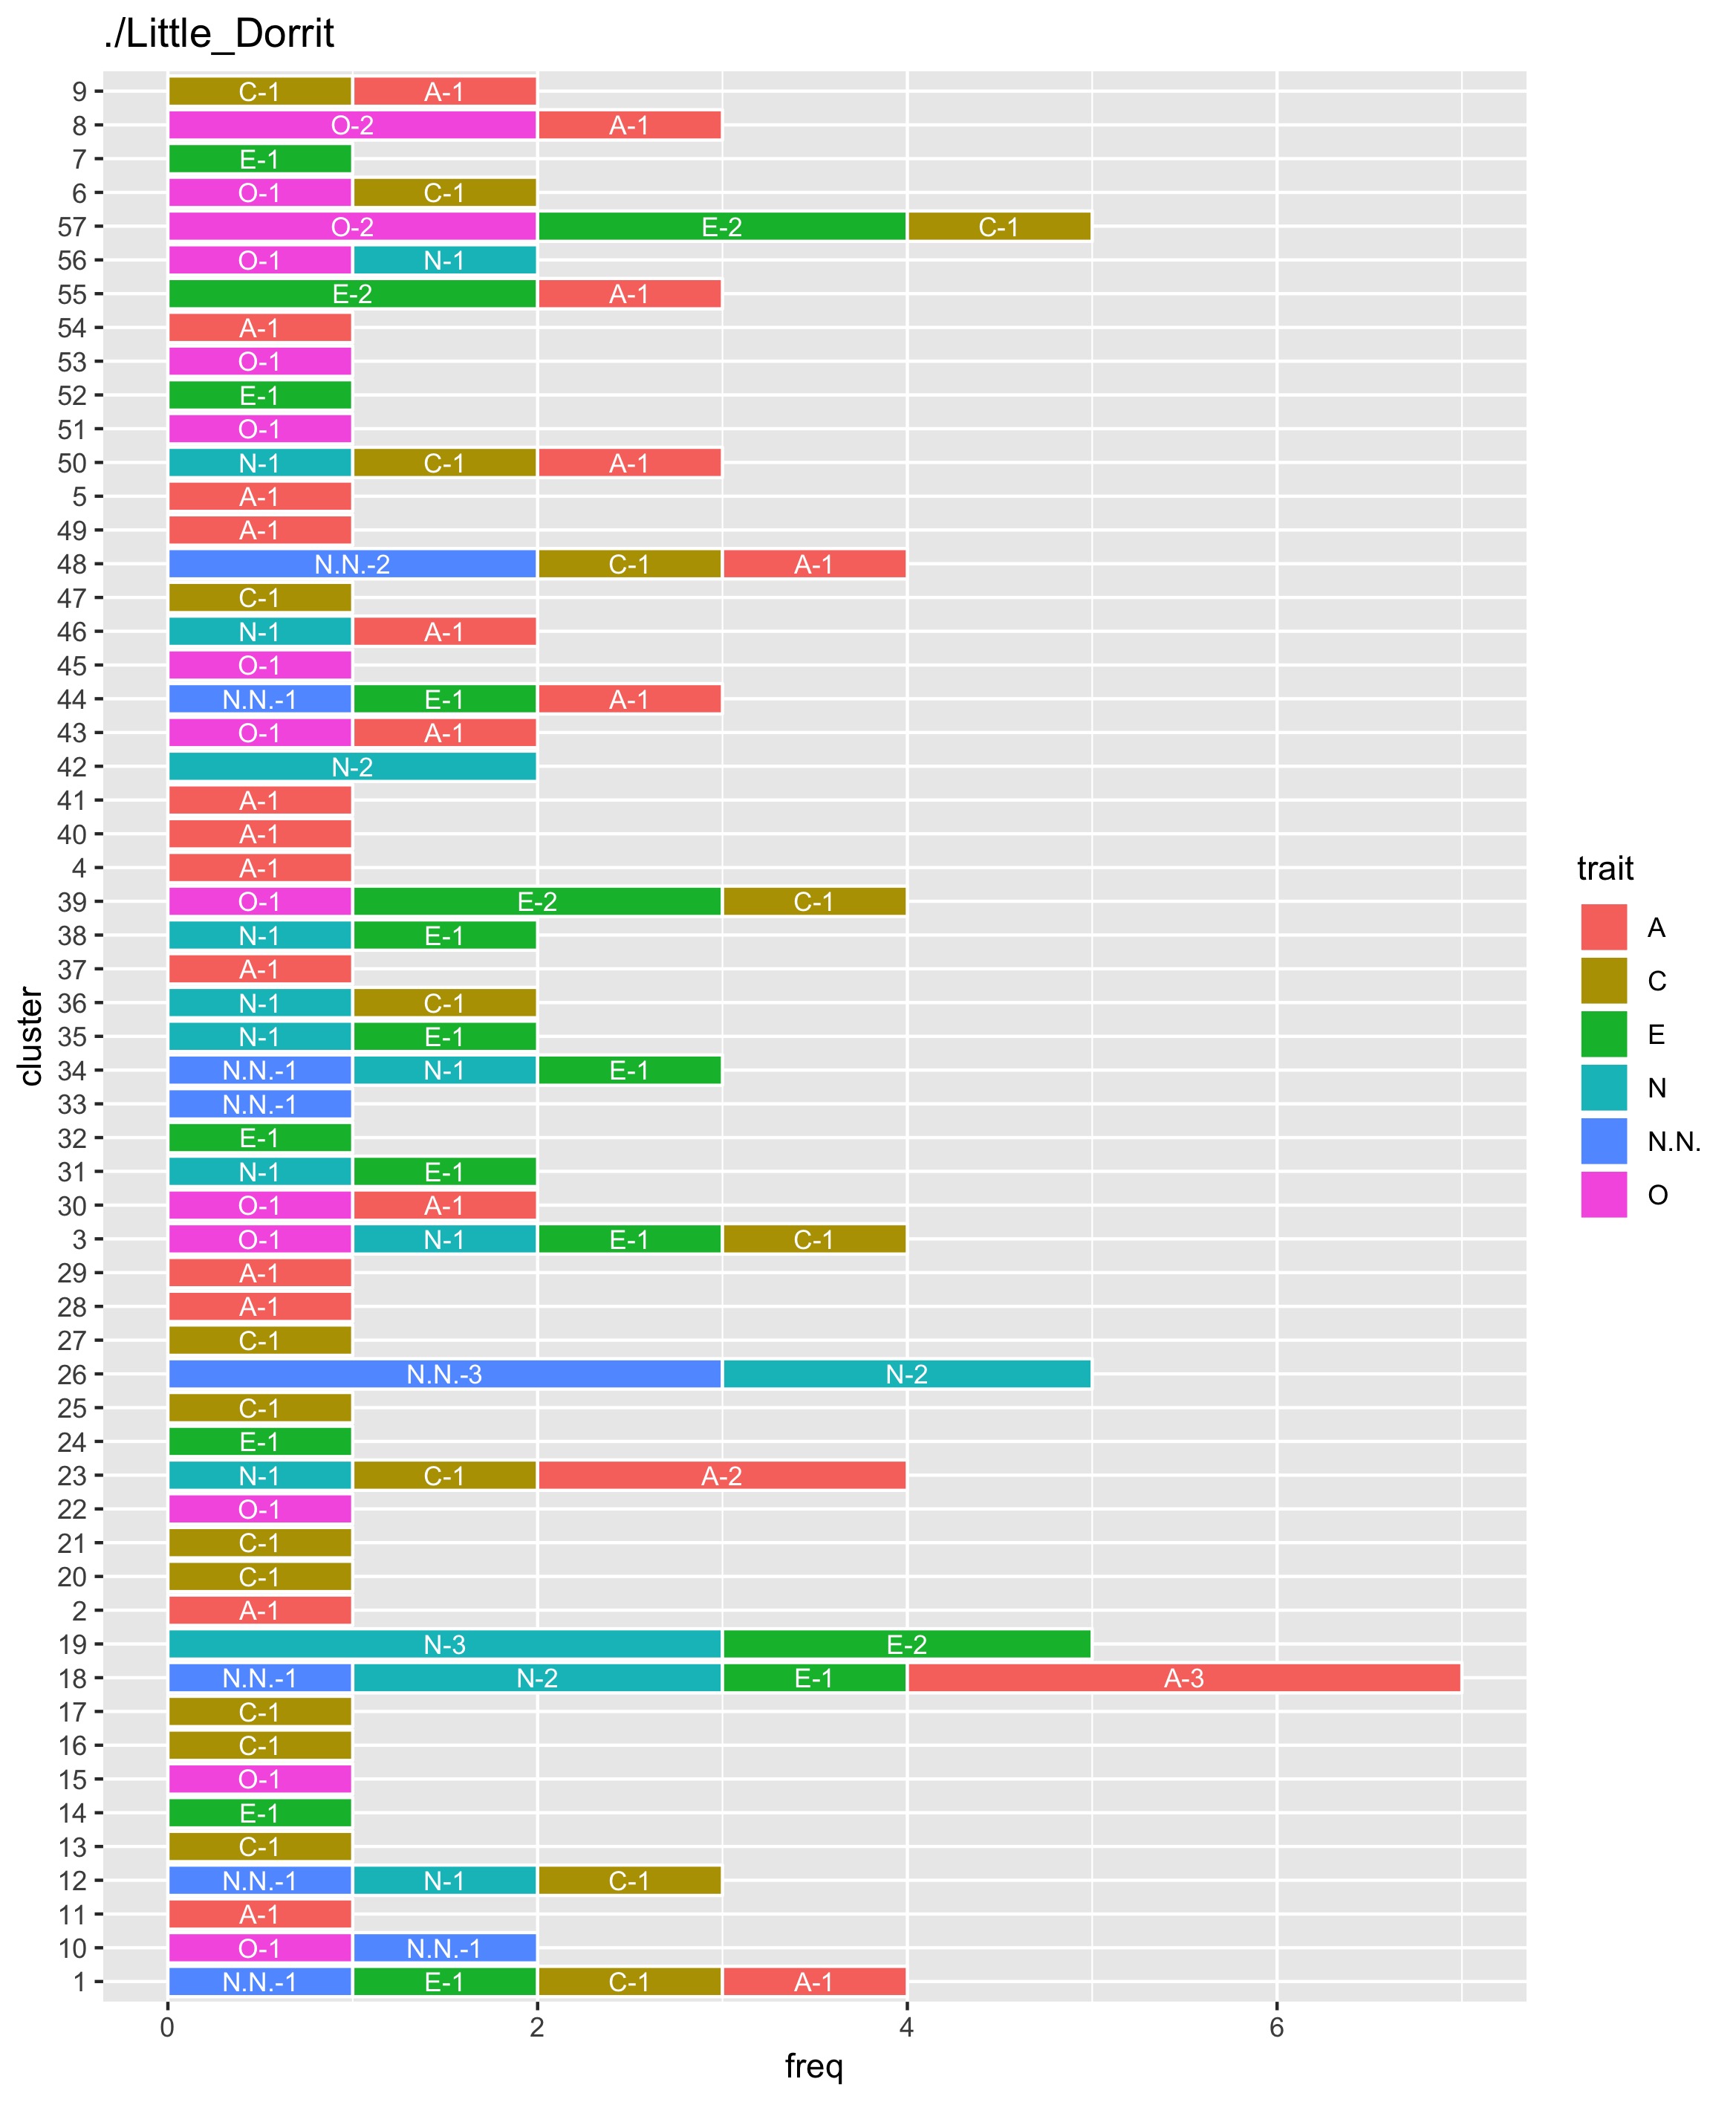 ./Little_Dorrit
9 C-1 A-1
8 O-2 A-1
7 E-1
6 O-1 C-1
57 O-2 E-2 C-1
56 O-1 N-1
55 E-2 A-1
54 A-1
53 O-1
52 E-1
51 O-1
50 N-1 C-1 A-1
5 A-1
49 A-1
48 N.N.-2 C-1 A-1
47 C-1
46 N-1 A-1
45 O-1
44 N.N.-1 E-1 A-1
43 O-1 A-1
42 N-2
41 A-1
40 A-1
4 A-1
39 O-1 E-2 C-1
38 N-1 E-1
37 A-1
36 N-1 C-1
35 N-1 E-1
34 N.N.-1 N-1 E-1
33 N.N.-1
32 E-1
31 N-1 E-1
30 O-1 A-1
3 O-1 N-1 E-1 C-1
29 A-1
28 A-1
27 C-1
26 N.N.-3 N-2
25 C-1
24 E-1
23 N-1 C-1 A-2
22 O-1
21 C-1
20 C-1
2 A-1
19 N-3 E-2
18 N.N.-1 N-2 E-1 A-3
17 C-1
16 C-1
15 O-1
14 E-1
13 C-1
12 N.N.-1 N-1 C-1
11 A-1
10 O-1 N.N.-1
1 N.N.-1 E-1 C-1 A-1
0 2 4 6
freq
cluster
trait
A
C
E
N
N.N.
O